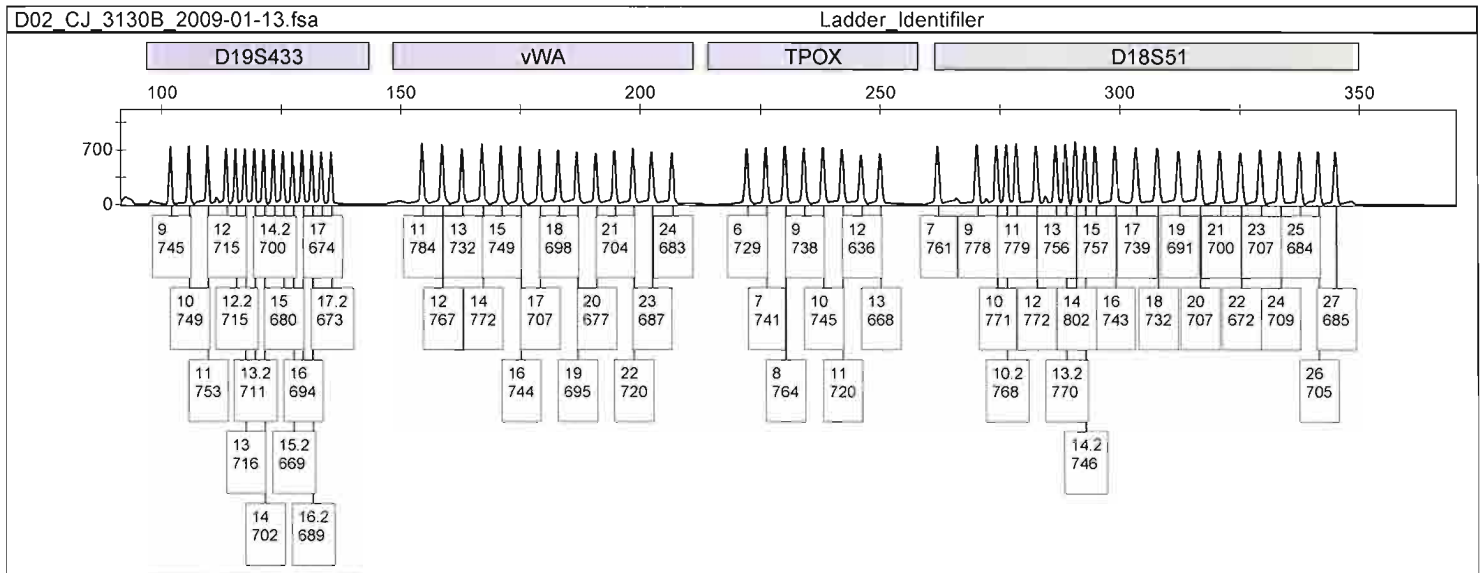 D02_CJ_3130B_2009-01-13.fsa Ladder_Identifiler
D19S433 vWA TPOX D18S51
100 150 200 250 300 350
700
0
9 12 14.2 17 11 13 15 18 21 24 6 9 12 7 9 11 13 15 17 19 21 23 25
745 715 700 674 784 732 749 698 704 683 729 738 636 761 778 779 756 757 739 691 700 707 684
10 12.2 15 17.2 12 14 17 20 23 7 10 13 10 12 14 16 18 20 22 24 27
749 715 680 673 767 772 707 677 687 741 745 668 771 772 802 743 732 707 672 709 685
11 13.2 16 16 19 22 8 11 10.2 13.2 26
753 711 694 744 695 720 764 720 768 770 705
13 15.2 14.2
716 669 746
14 16.2
702 689